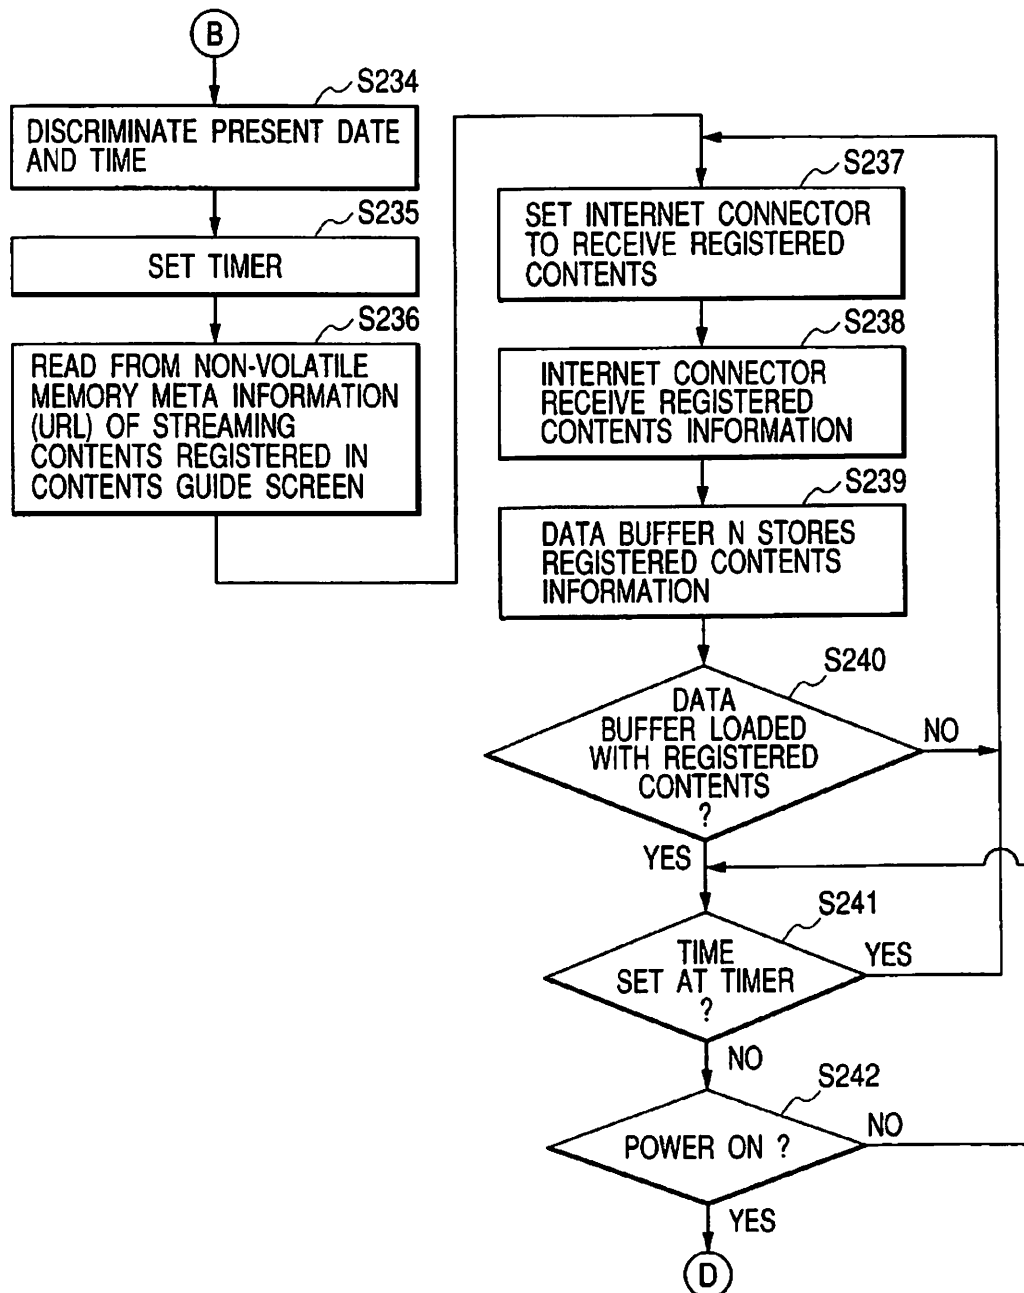 B
S234
DISCRIMINATE PRESENT DATE
AND TIME
S235
SET TIMER
S236
READ FROM NON-VOLATILE
MEMORY META INFORMATION
(URL) OF STREAMING
CONTENTS REGISTERED IN
CONTENTS GUIDE SCREEN
S237
SET INTERNET CONNECTOR
TO RECEIVE REGISTERED
CONTENTS
S238
INTERNET CONNECTOR
RECEIVE REGISTERED
CONTENTS INFORMATION
S239
DATA BUFFER N STORES
REGISTERED CONTENTS
INFORMATION
S240
DATA
BUFFER LOADED
WITH REGISTERED
CONTENTS
?
NO
YES
S241
TIME
SET AT TIMER
?
YES
NO
S242
POWER ON ?
NO
YES
D